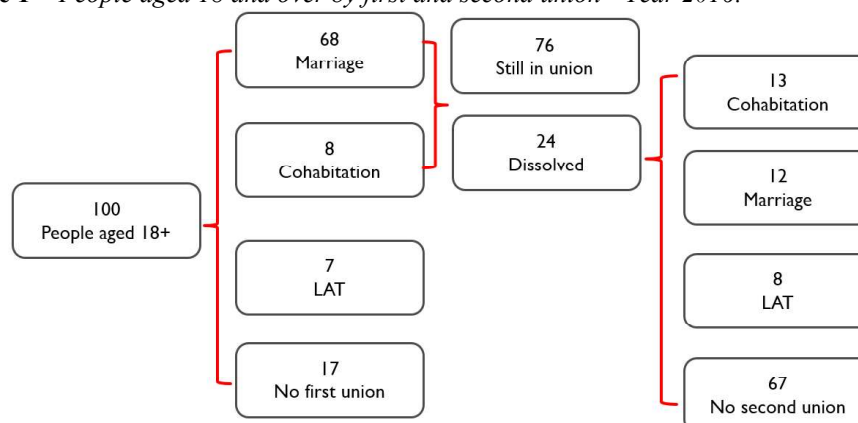 People aged 18 and over by first and second union - Year 2016.
68
Marriage
76
Still in union
13
Cohabitation
8
Cohabitation
24
Dissolved
12
Marriage
100
People aged 18+
7
LAT
8
LAT
17
No first union
67
No second union